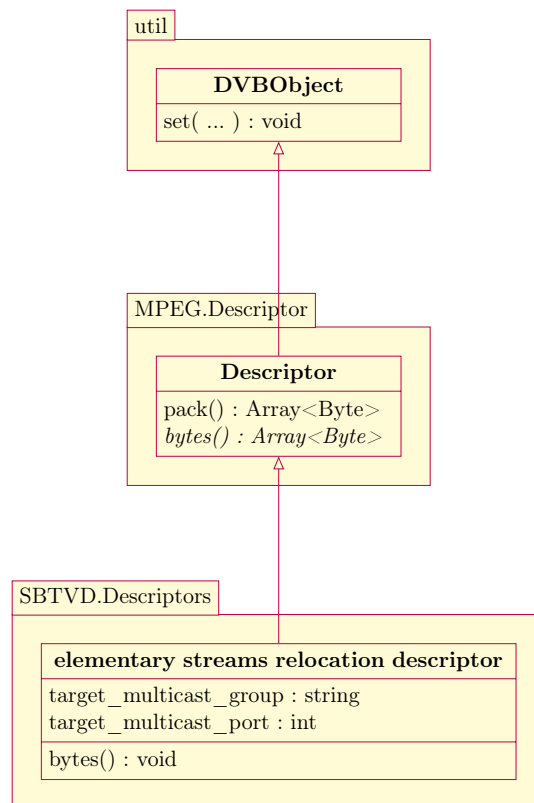 util
DVBObject
set( ... ) : void
MPEG.Descriptor
Descriptor
pack() : Array<Byte>
bytes() : Array<Byte>
SBTVD.Descriptors
elementary streams relocation descriptor
target_multicast_group : string
target_multicast_port : int
bytes() : void